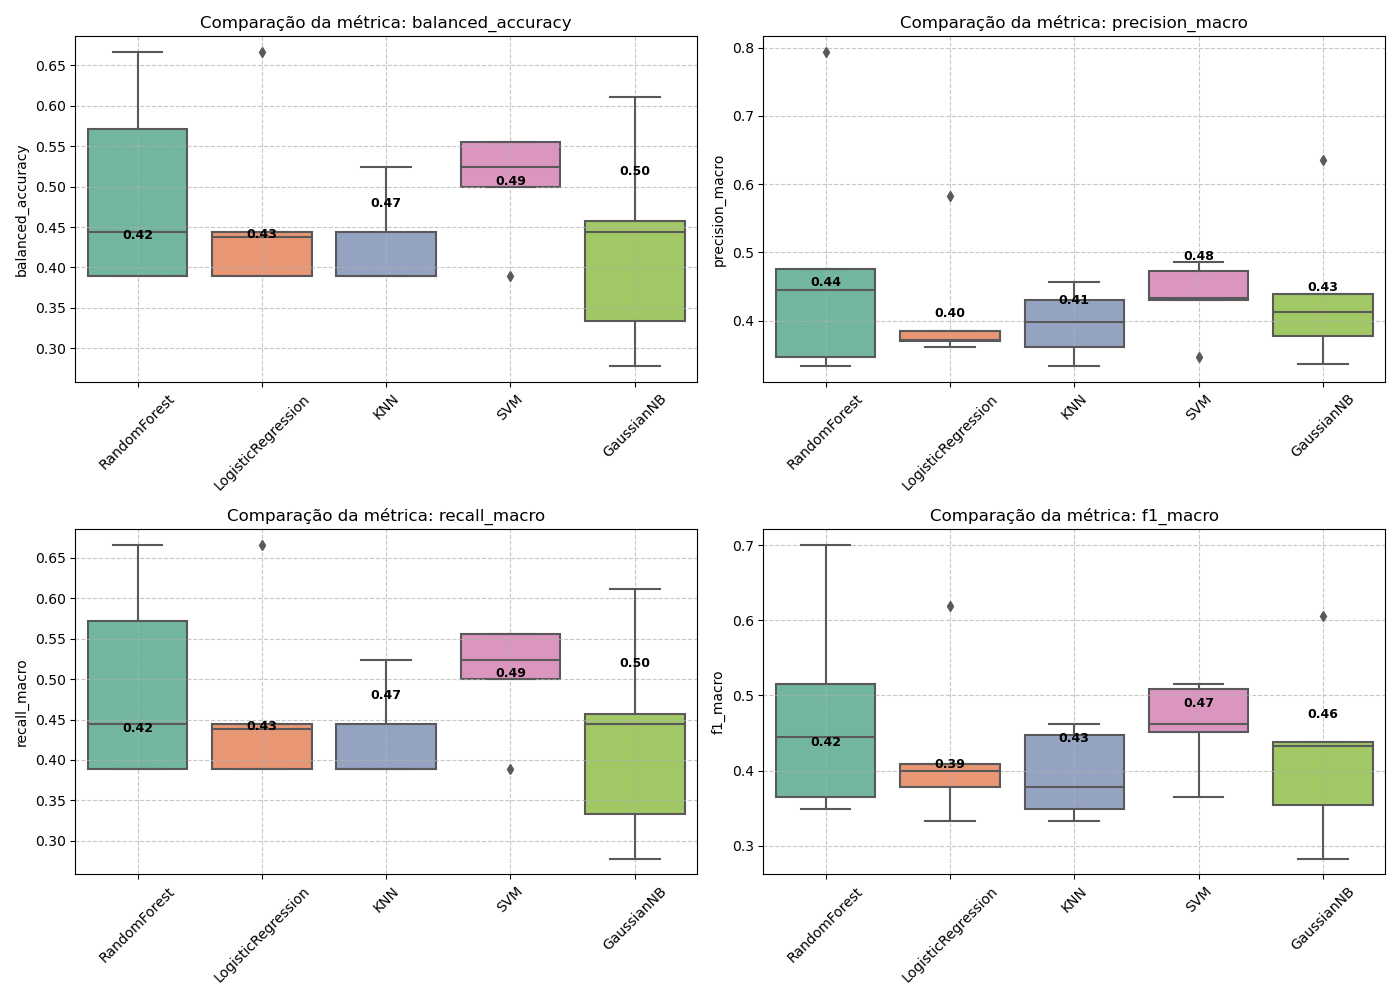 Comparação da métrica: balanced_accuracy
balanced_accuracy
0.65
0.60
0.55
0.50
0.45
0.40
0.35
0.30
0.42
0.43
0.47
0.49
0.50
RandomForest
LogisticRegression
KNN
SVM
GaussianNB
Comparação da métrica: precision_macro
precision_macro
0.8
0.7
0.6
0.5
0.4
0.44
0.40
0.41
0.48
0.43
RandomForest
LogisticRegression
KNN
SVM
GaussianNB
Comparação da métrica: recall_macro
recall_macro
0.65
0.60
0.55
0.50
0.45
0.40
0.35
0.30
0.42
0.43
0.47
0.49
0.50
RandomForest
LogisticRegression
KNN
SVM
GaussianNB
Comparação da métrica: f1_macro
f1_macro
0.7
0.6
0.5
0.4
0.3
0.42
0.39
0.43
0.47
0.46
RandomForest
LogisticRegression
KNN
SVM
GaussianNB